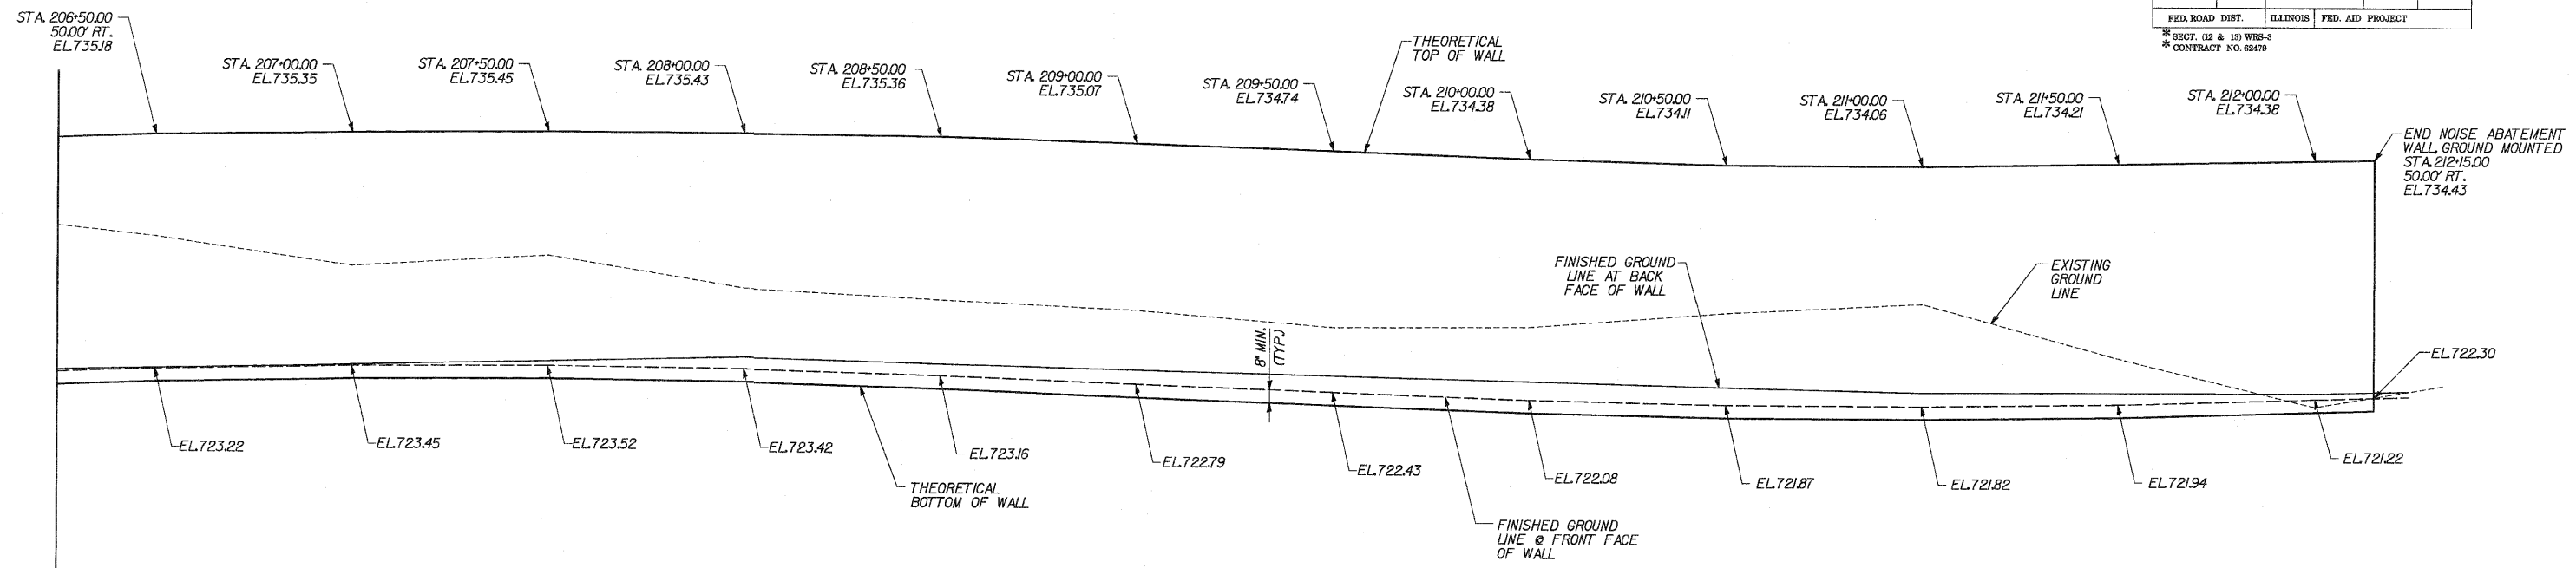 FED. ROAD DIST. ILLINOIS FED. AID PROJECT
* SECT. (12 & 13) WRS-3
* CONTRACT NO. 62479
STA. 206+50.00
50.00' RT.
EL.735.18
STA. 207+00.00
EL.735.35
STA. 207+50.00
EL.735.45
STA. 208+00.00
EL.735.43
STA. 208+50.00
EL.735.36
STA. 209+00.00
EL.735.07
STA. 209+50.00
EL.734.74
THEORETICAL
TOP OF WALL
STA. 210+00.00
EL.734.38
STA. 210+50.00
EL.734.11
STA. 211+00.00
EL.734.06
STA. 211+50.00
EL.734.21
STA. 212+00.00
EL.734.38
END NOISE ABATEMENT
WALL, GROUND MOUNTED
STA. 212+15.00
50.00' RT.
EL.734.43
FINISHED GROUND
LINE AT BACK
FACE OF WALL
EXISTING
GROUND
LINE
8" MIN.
(TYP.)
EL.722.30
EL.723.22
EL.723.45
EL.723.52
EL.723.42
EL.723.16
EL.722.79
EL.722.43
EL.722.08
EL.721.87
EL.721.82
EL.721.94
EL.721.22
THEORETICAL
BOTTOM OF WALL
FINISHED GROUND
LINE @ FRONT FACE
OF WALL